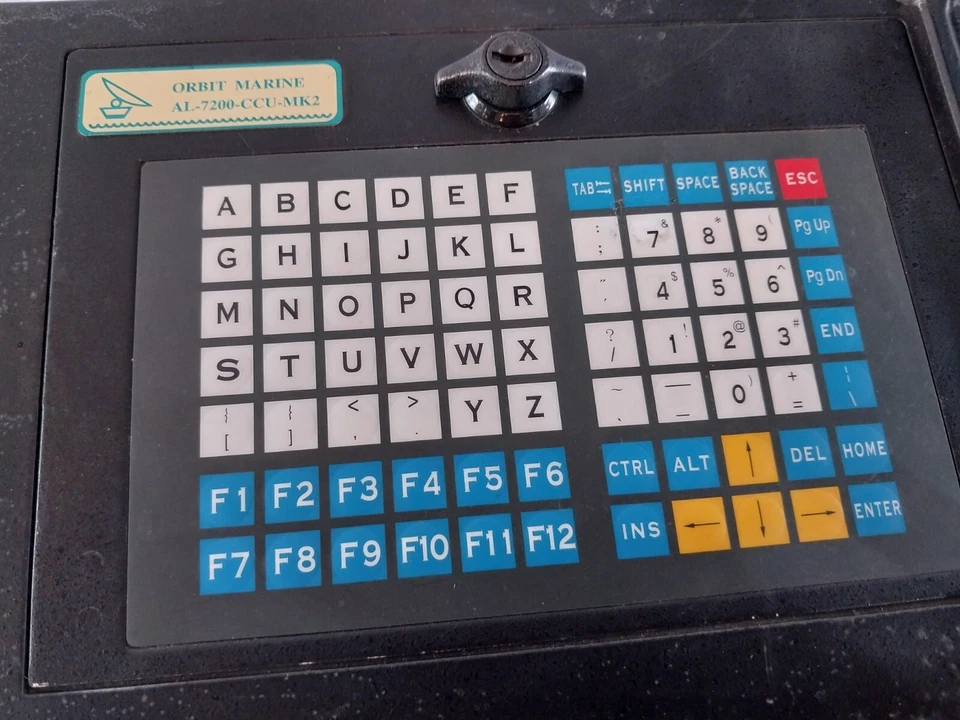 ORBIT MARINE
AL-7200-CCU-MK2
A B C D E F
G H I J K L
M N O P Q R
S T U V W X
{ [ } ] < , > . Y Z
F1 F2 F3 F4 F5 F6
F7 F8 F9 F10 F11 F12
TAB SHIFT SPACE BACK SPACE ESC
: ; 7 & 8 * 9 ( Pg Up
" , 4 $ 5 % 6 ^ Pg Dn
? / 1 ! 2 @ 3 # END
~ ` — _ 0 ) + = ¦ \
CTRL ALT ↑ DEL HOME
INS ← ↓ → ENTER